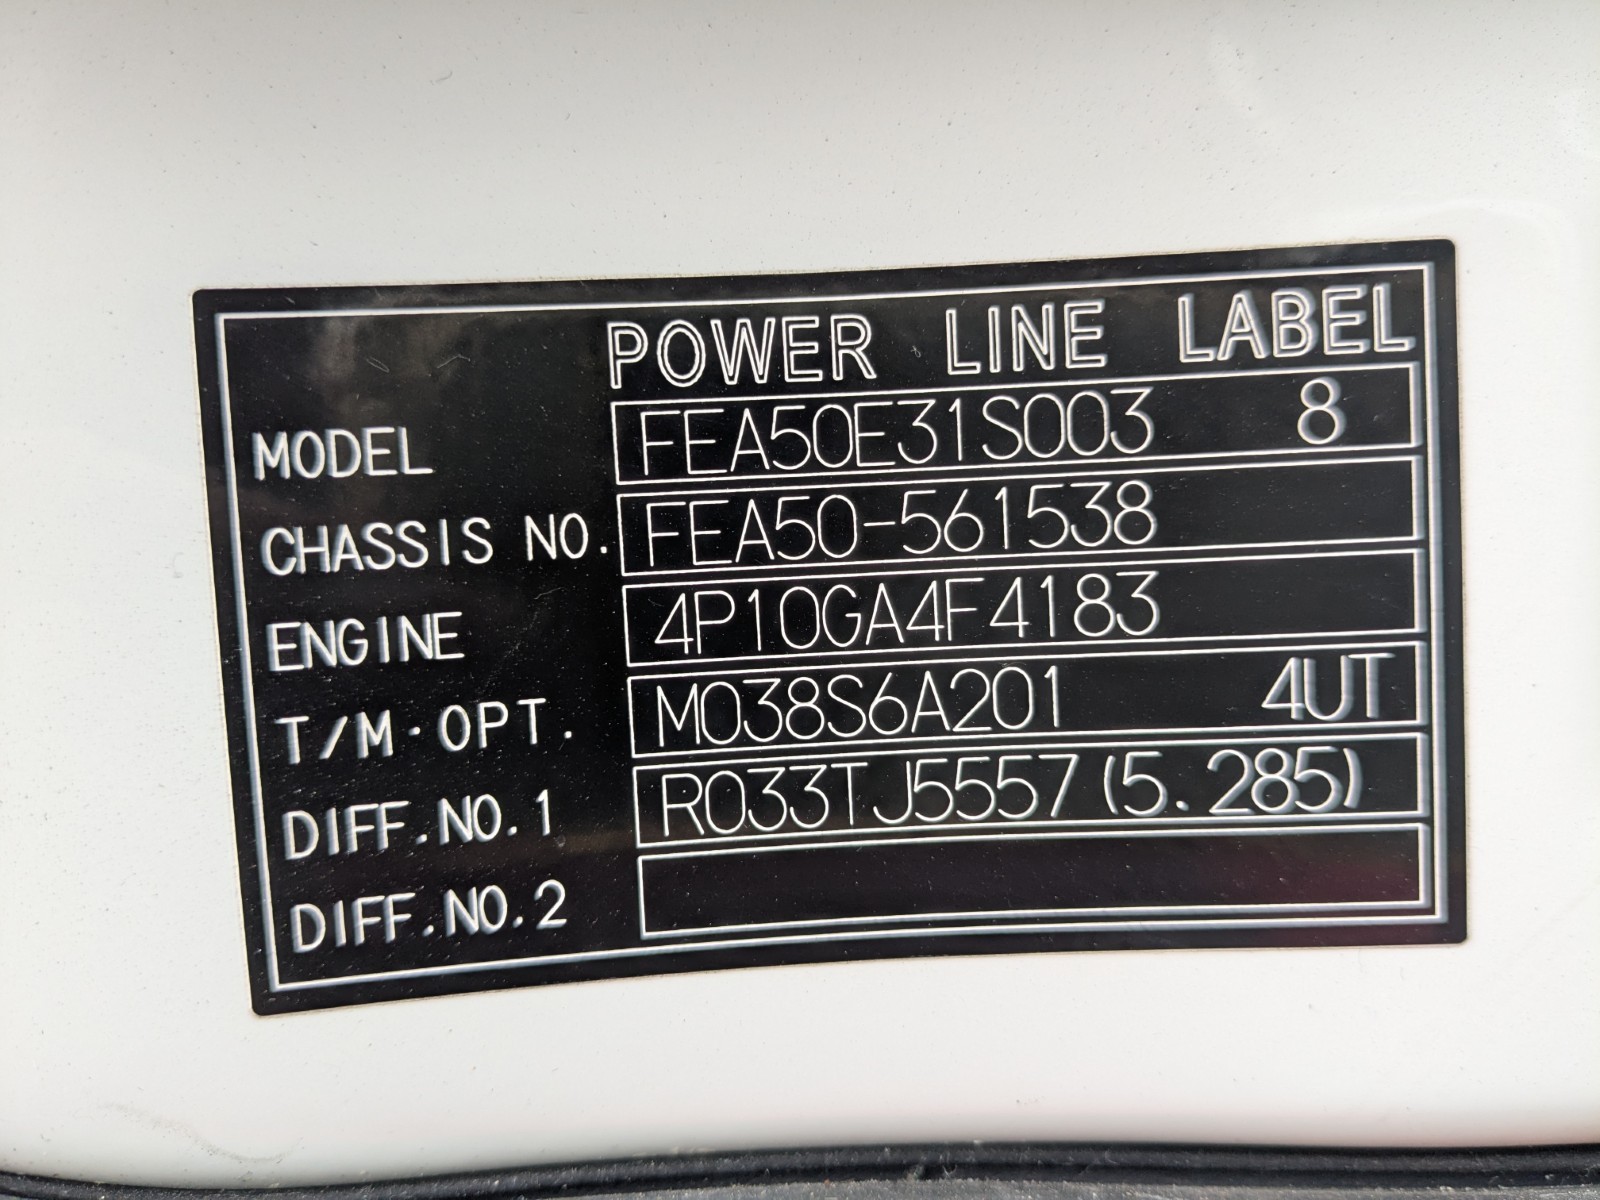 POWER LINE LABEL
MODEL FEA50E31S003 8
CHASSIS NO. FEA50-561538
ENGINE 4P10GA4F4183
T/M·OPT. M038S6A201 4UT
DIFF.NO.1 R033TJ5557(5.285)
DIFF.NO.2